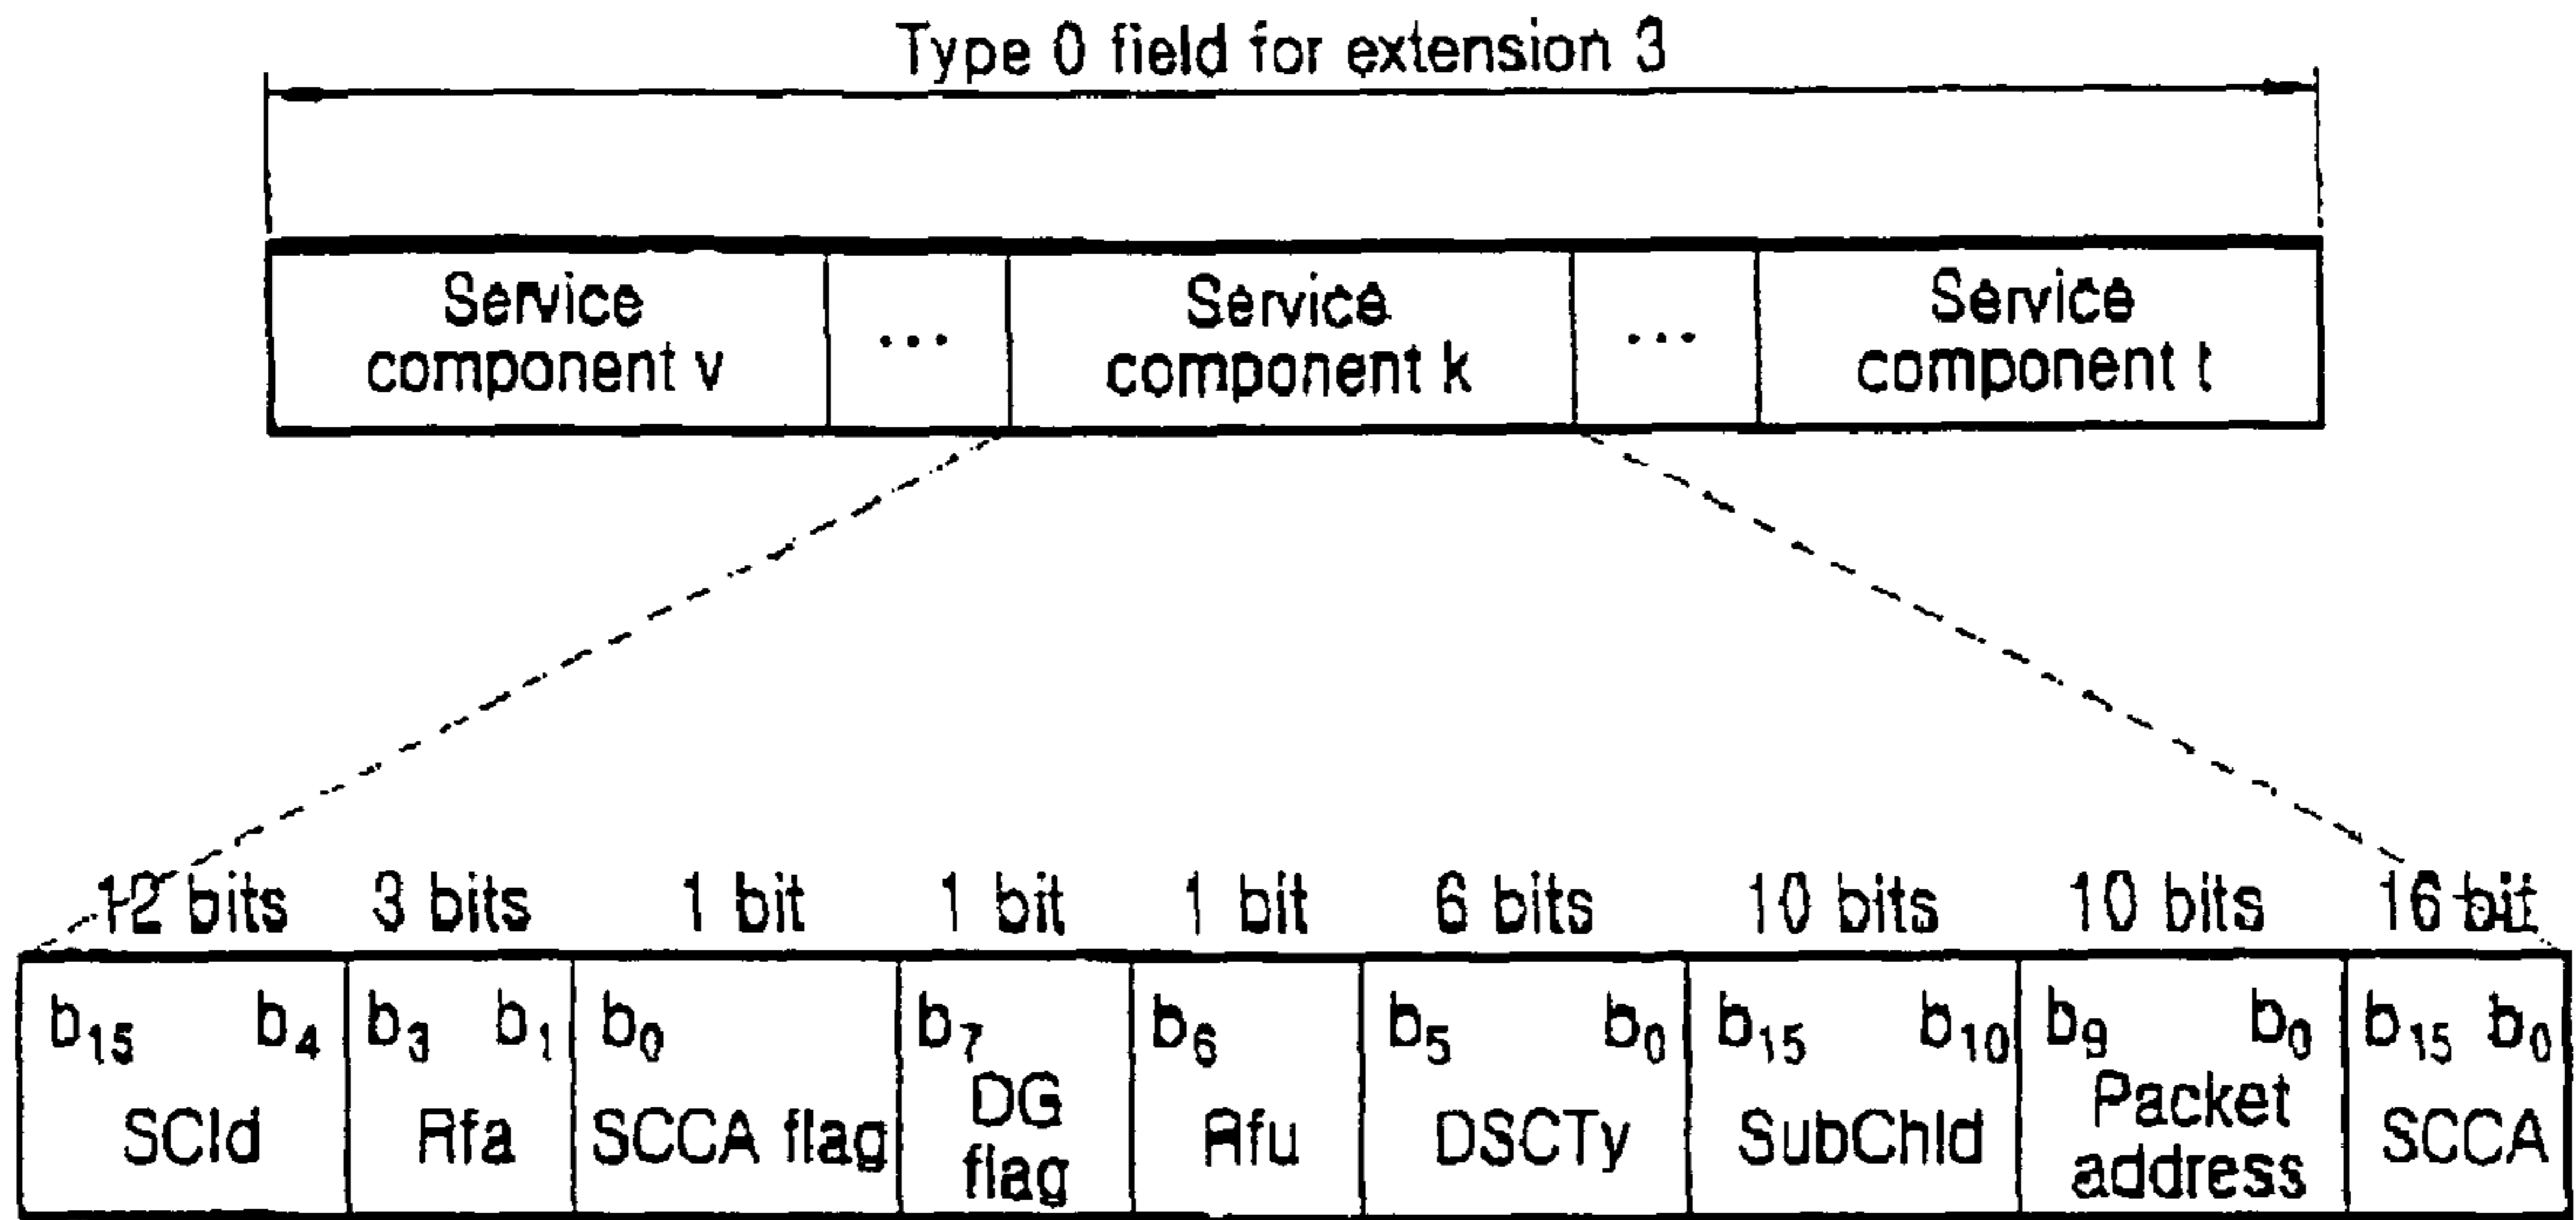 Type 0 field for extension 3
Service component v
...
Service component k
...
Service component t
12 bits 3 bits 1 bit 1 bit 1 bit 6 bits 10 bits 10 bits 16 bit
b15 b4 b3 b1 b0 b7 b6 b5 b0 b15 b10 b9 b0 b15 b0
SCId Rfa SCCA flag DG flag Rfu DSCTy SubChId Packet address SCCA